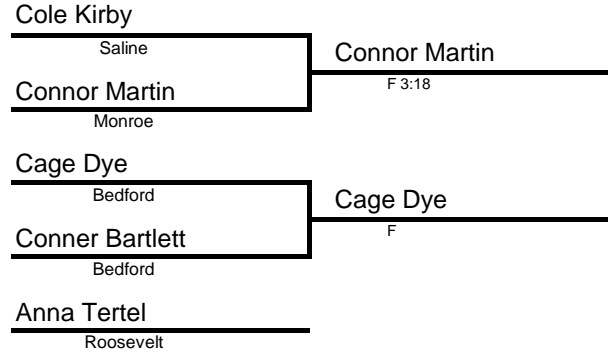 Cole Kirby
Saline
Connor Martin
F 3:18
Connor Martin
Monroe
Cage Dye
Bedford
Cage Dye
F
Conner Bartlett
Bedford
Anna Tertel
Roosevelt